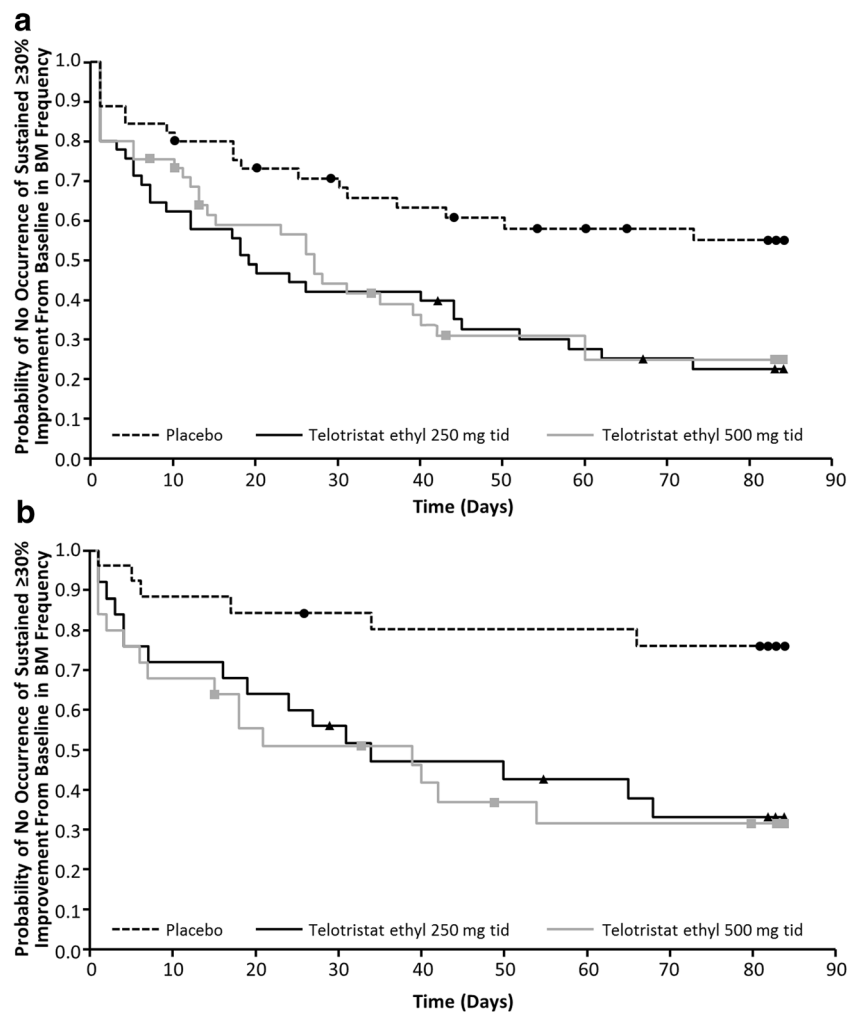 a
Probability of No Occurrence of Sustained ≥30%
Improvement From Baseline in BM Frequency
1.0
0.9
0.8
0.7
0.6
0.5
0.4
0.3
0.2
0.1
0.0
Placebo Telotristat ethyl 250 mg tid Telotristat ethyl 500 mg tid
0 10 20 30 40 50 60 70 80 90
Time (Days)
b
Probability of No Occurrence of Sustained ≥30%
Improvement From Baseline in BM Frequency
1.0
0.9
0.8
0.7
0.6
0.5
0.4
0.3
0.2
0.1
0.0
Placebo Telotristat ethyl 250 mg tid Telotristat ethyl 500 mg tid
0 10 20 30 40 50 60 70 80 90
Time (Days)